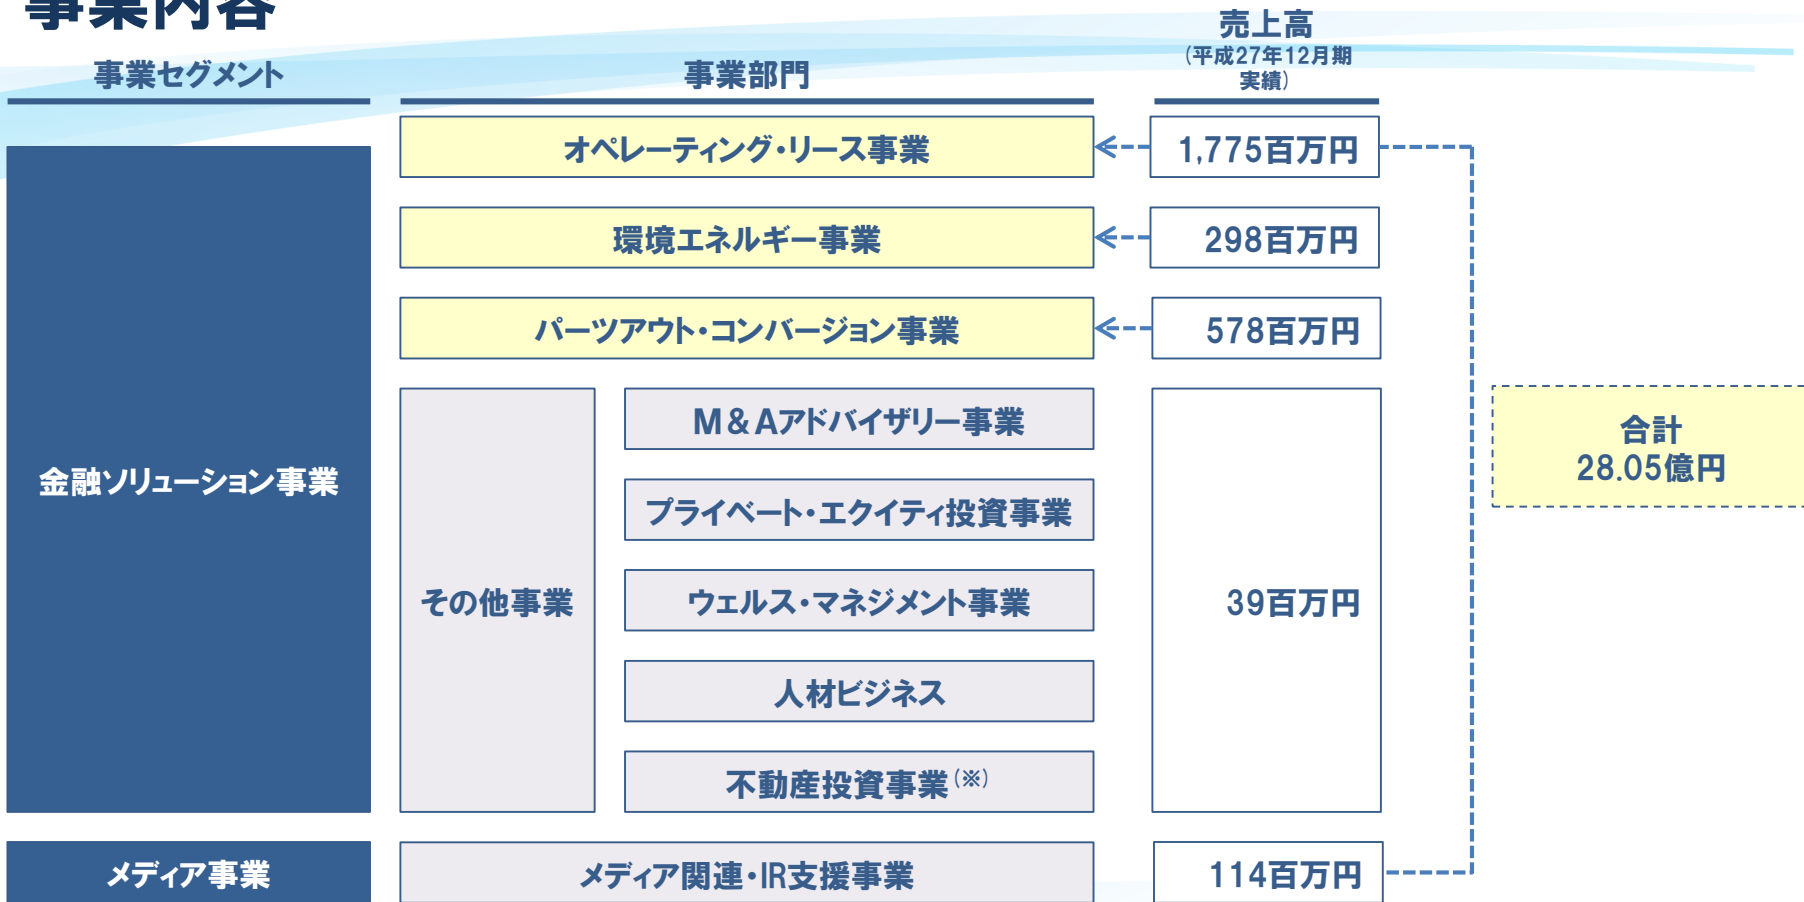 事業内容
事業セグメント
事業部門
売上高
(平成27年12月期
実績)
金融ソリューション事業
オペレーティング・リース事業
1,775百万円
環境エネルギー事業
298百万円
パーツアウト・コンバージョン事業
578百万円
その他事業
M&Aアドバイザリー事業
プライベート・エクイティ投資事業
ウェルス・マネジメント事業
人材ビジネス
不動産投資事業(※)
39百万円
メディア事業
メディア関連・IR支援事業
114百万円
合計
28.05億円